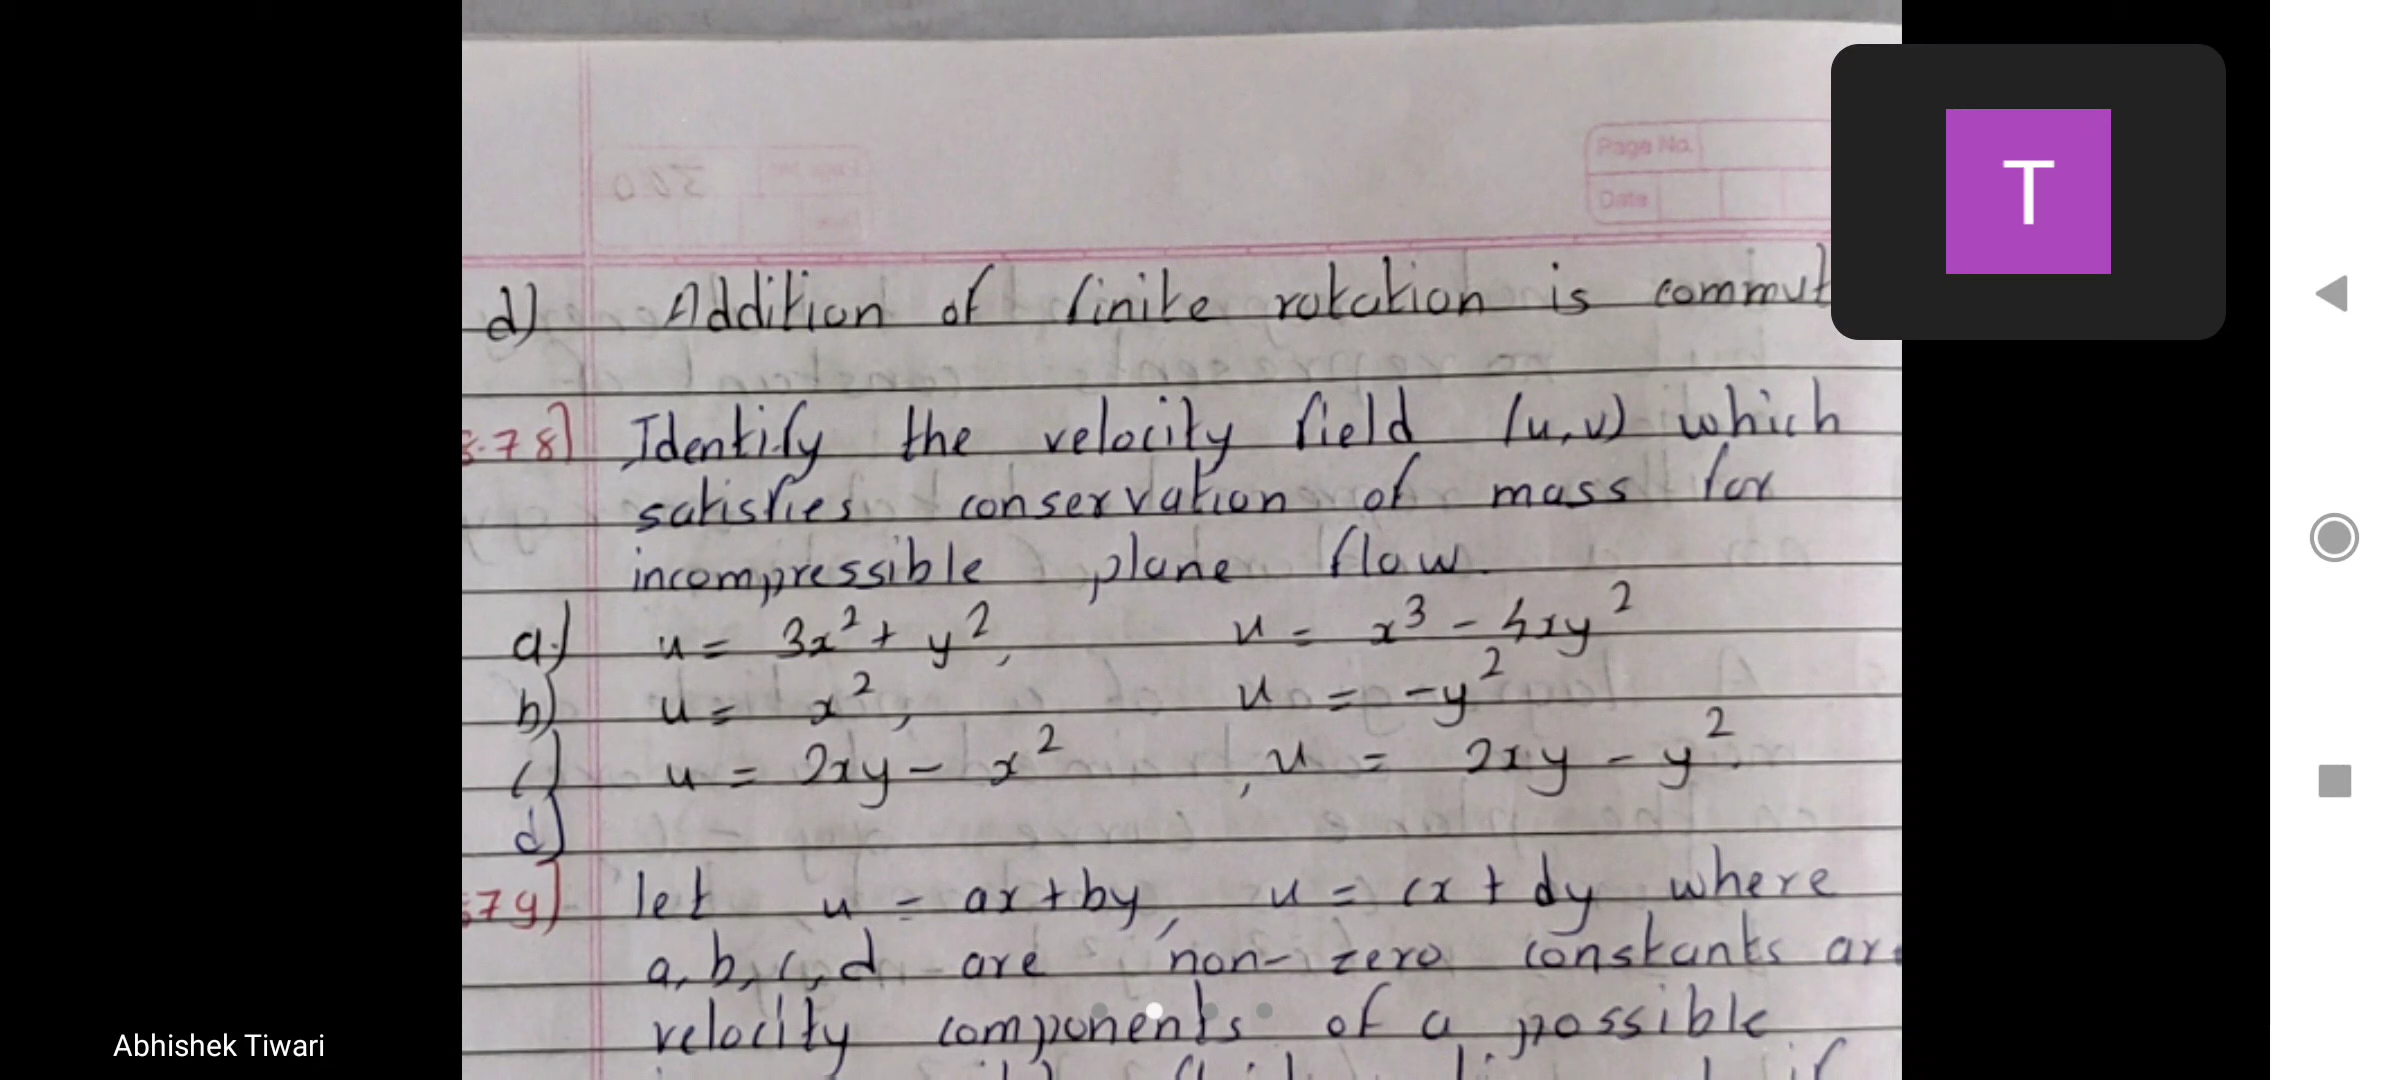 Page No.
Date
T
d) Addition of finite rotation is commut
78) Identify the velocity field (u,v) which
satisfies conservation of mass for
incompressible plane flow.
a.) u = 3x² + y², u = x³ - 4xy²
b) u = x², u = -y²
c) u = 2xy - x², u = 2xy - y².
d)
79) let u = ax + by, u = cx + dy where
a, b, c, d are non-zero constants are
velocity components of a possible
Abhishek Tiwari